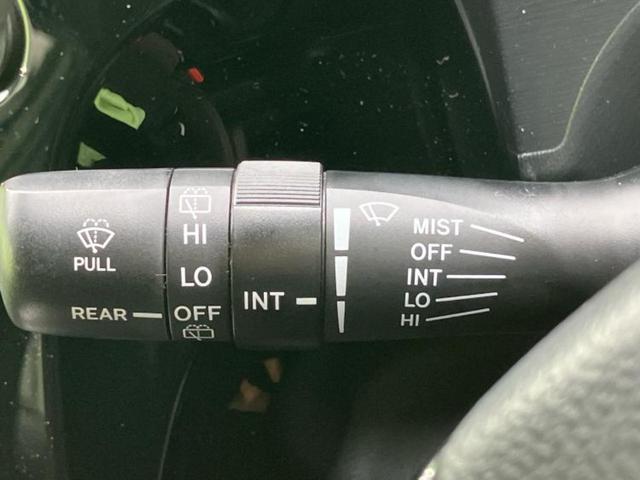 PULL
REAR
HI
LO
OFF
INT
MIST
OFF
INT
LO
HI